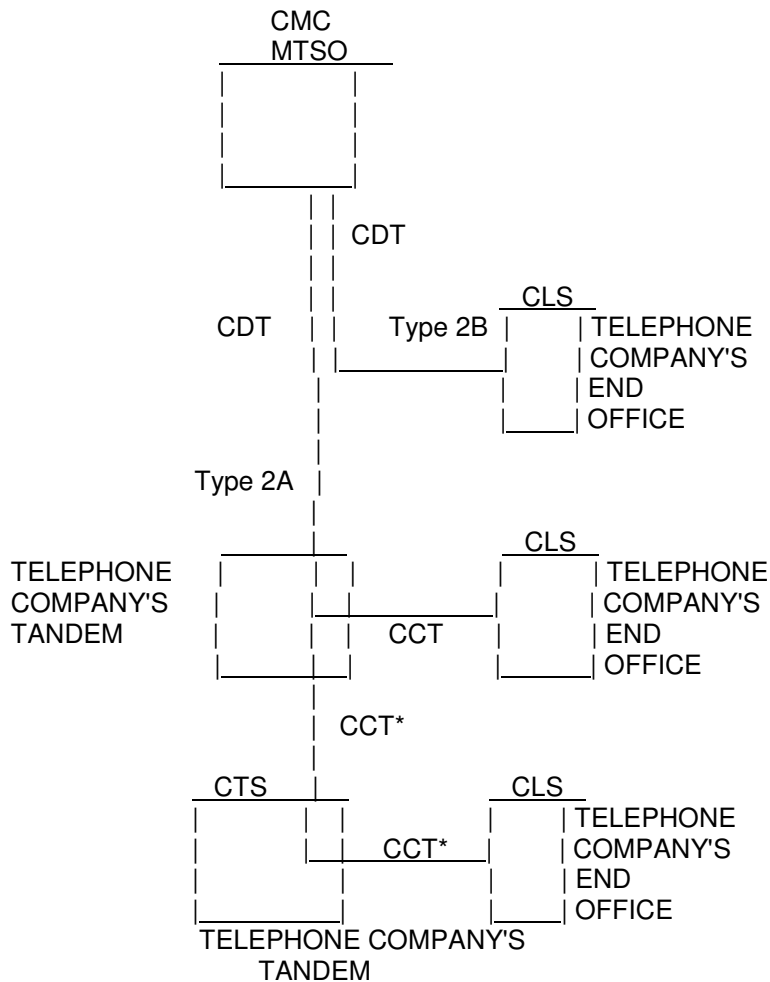 CMC
MTSO
CDT
CLS
CDT Type 2B TELEPHONE
COMPANY'S
END
OFFICE
Type 2A
CLS
TELEPHONE TELEPHONE
COMPANY'S COMPANY'S
TANDEM CCT END
OFFICE
CCT*
CTS CLS
TELEPHONE
CCT* COMPANY'S
END
OFFICE
TELEPHONE COMPANY'S
TANDEM